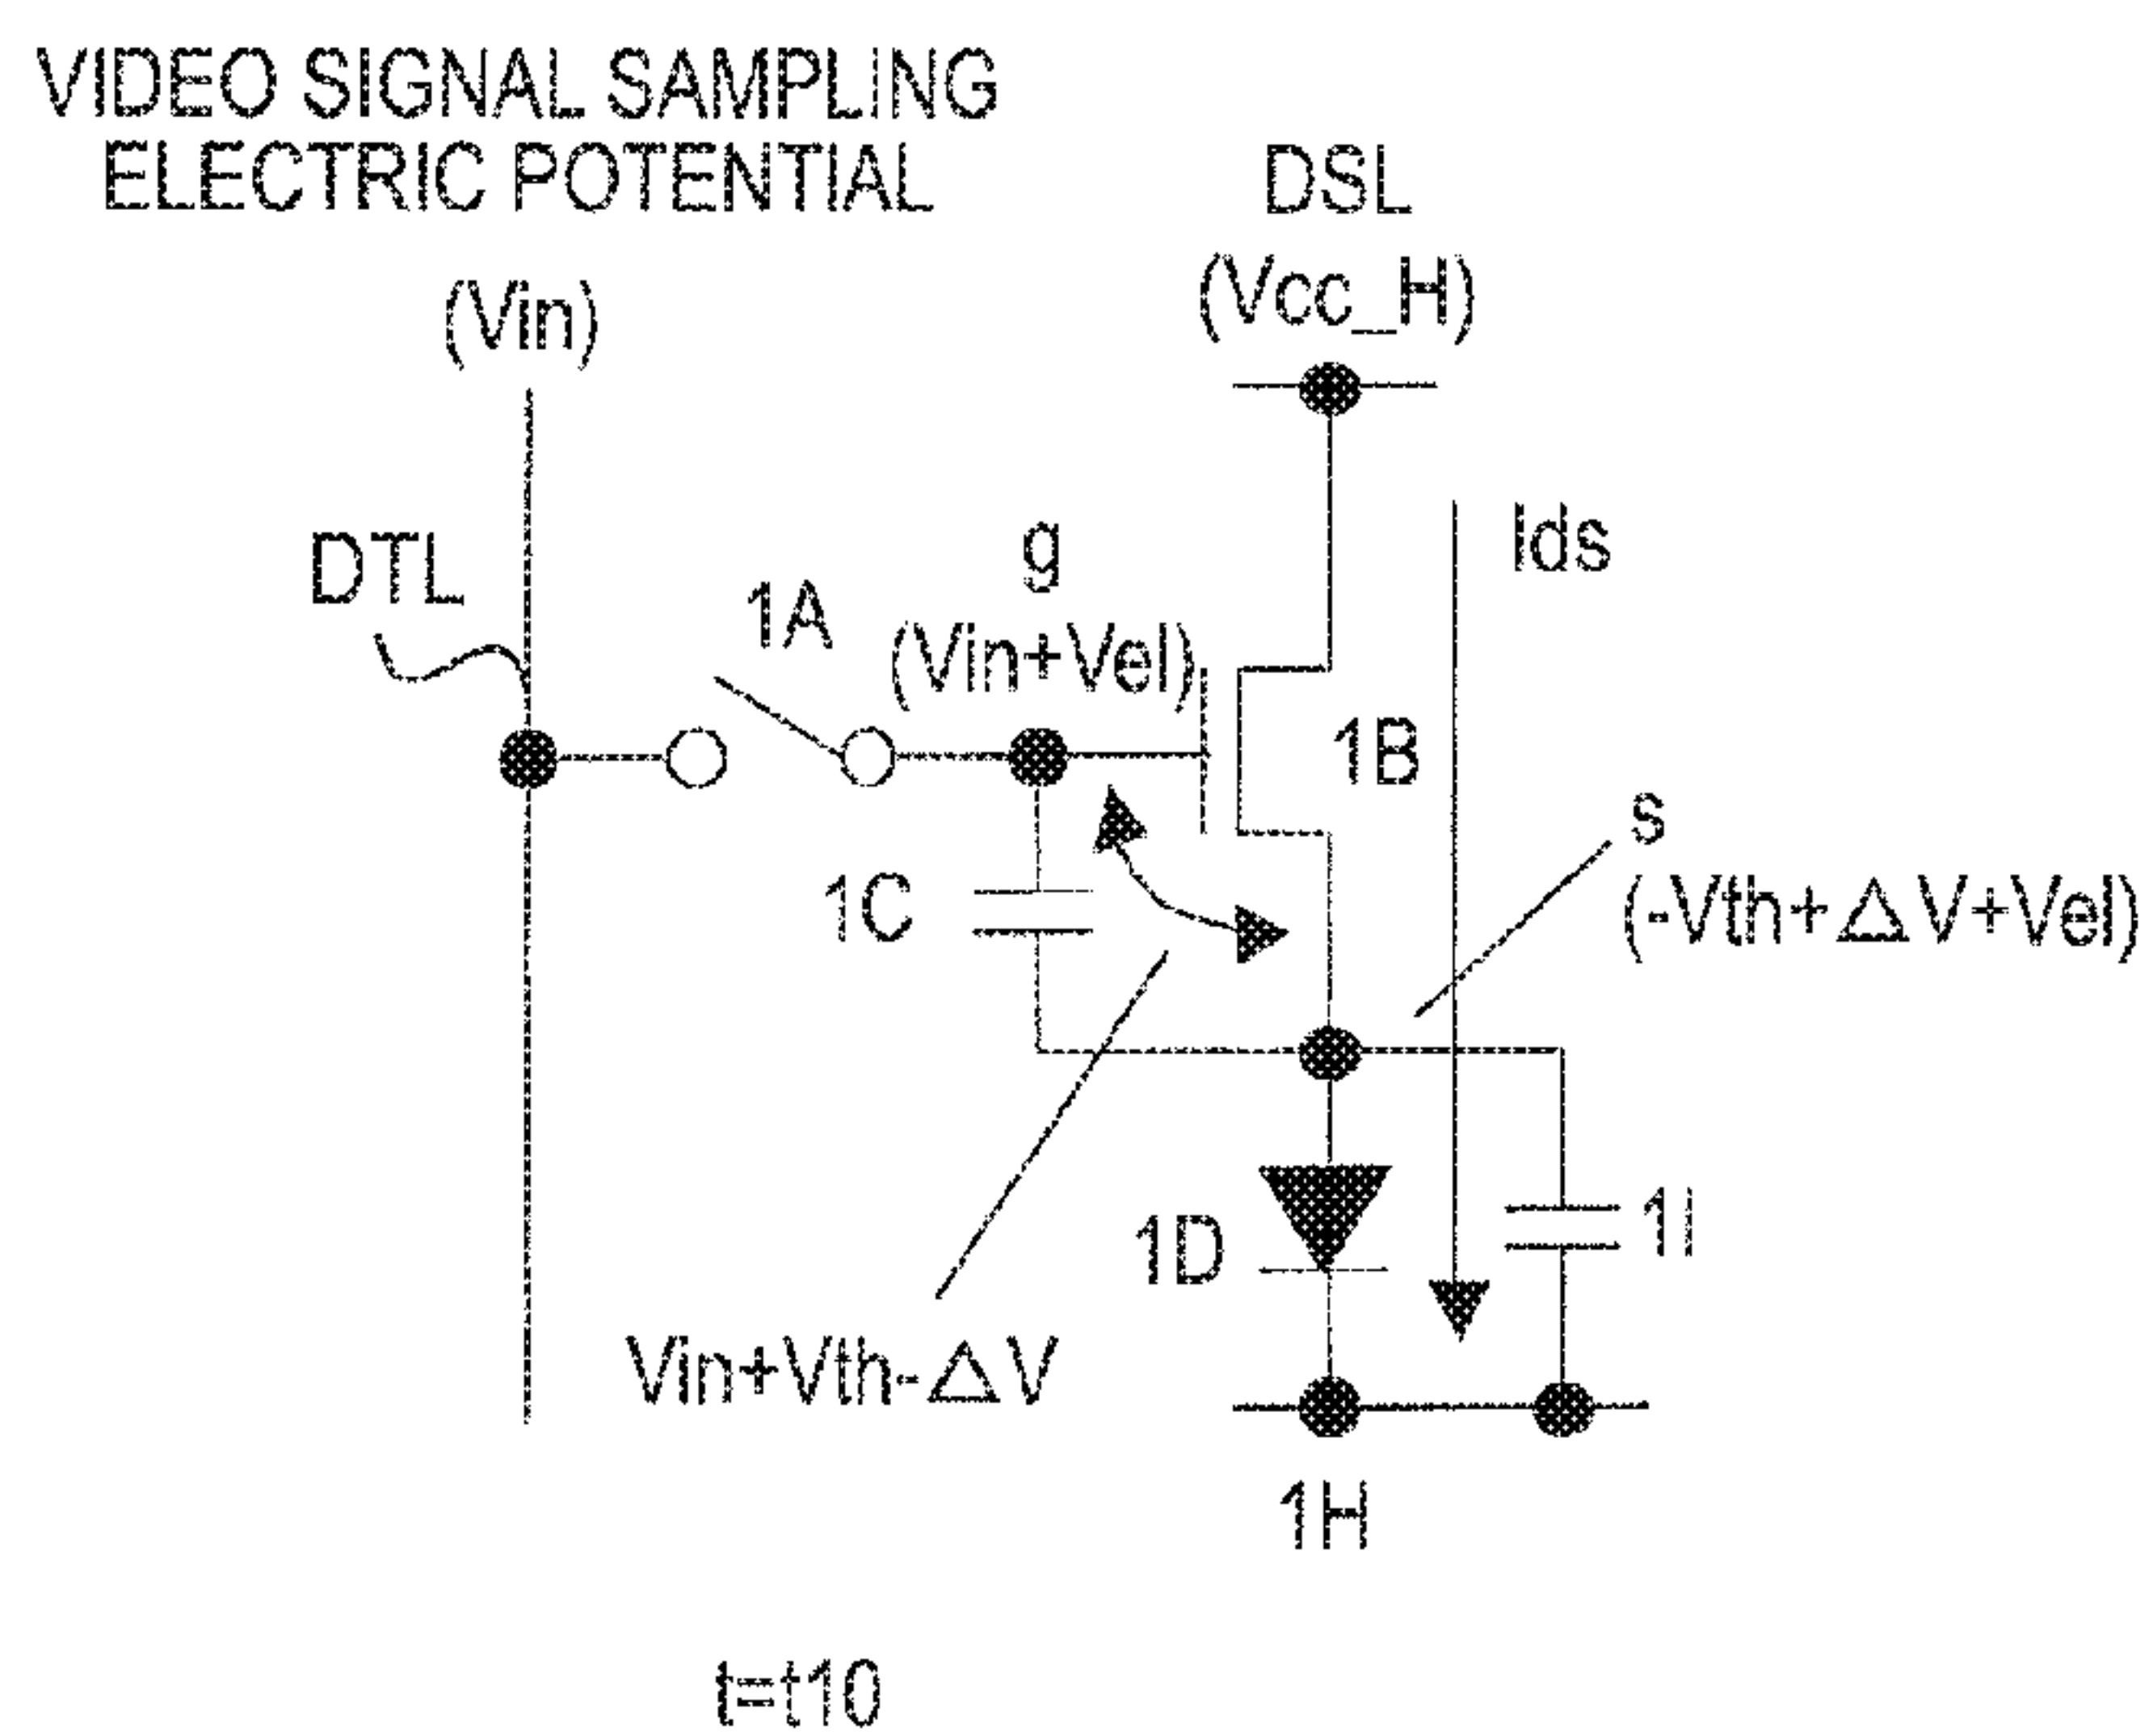 VIDEO SIGNAL SAMPLING
ELECTRIC POTENTIAL
(Vin)
DSL
(Vcc_H)
DTL
1A
g
(Vin+Vel)
Ids
1B
s
(-Vth+△V+Vel)
1C
1D
1I
Vin+Vth-△V
1H
t=t10